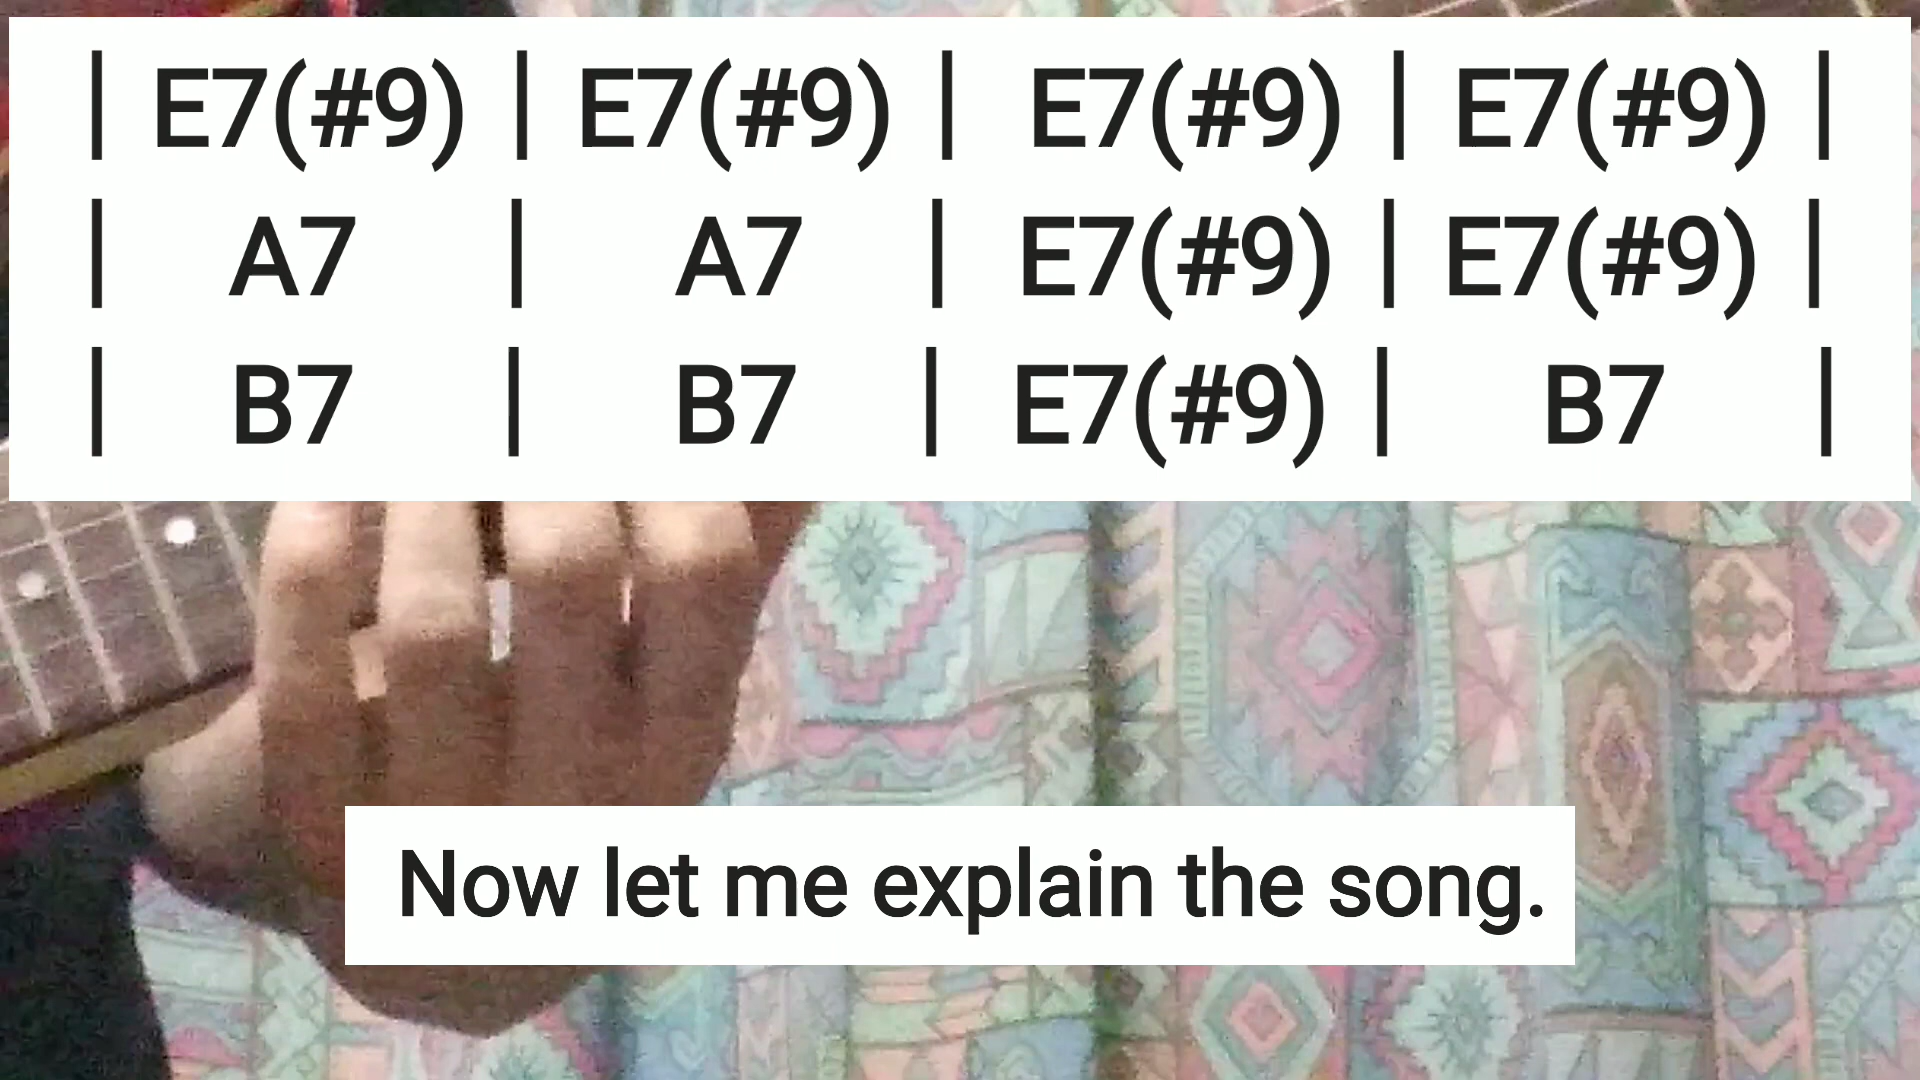 | E7(#9) | E7(#9) | E7(#9) | E7(#9) |
| A7 | A7 | E7(#9) | E7(#9) |
| B7 | B7 | E7(#9) | B7 |
Now let me explain the song.